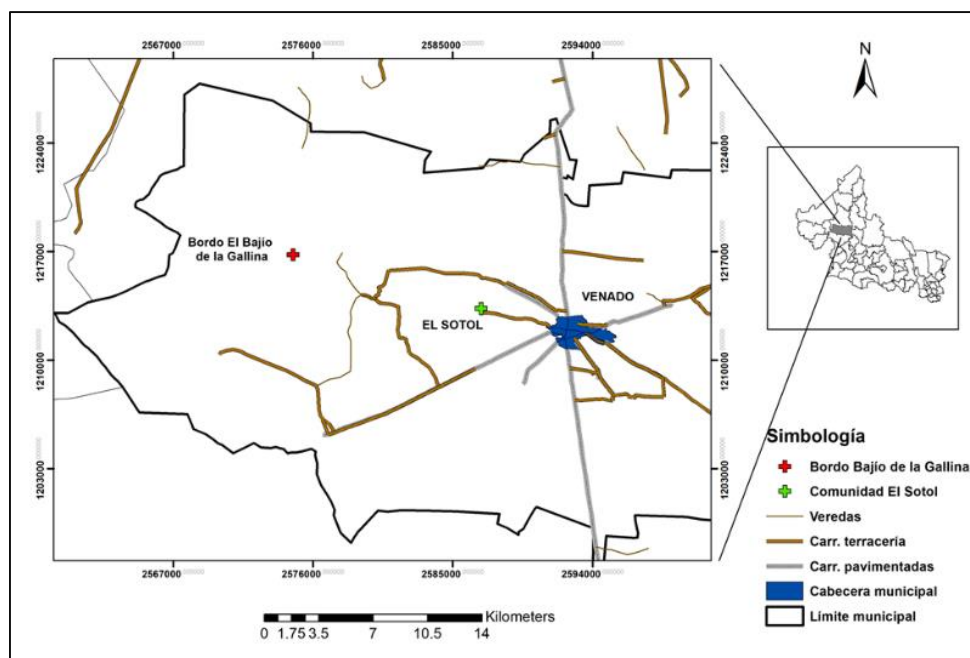 2567000 2576000 2585000 2594000
N
1224000 1224000
Bordo El Bajío
de la Gallina
1217000 1217000
VENADO
EL SOTOL
1210000 1210000
1203000 1203000
2567000 2576000 2585000 2594000
Simbología
Bordo Bajío de la Gallina
Comunidad El Sotol
Veredas
Carr. terracería
Carr. pavimentadas
Cabecera municipal
Límite municipal
Kilometers
0 1.75 3.5 7 10.5 14